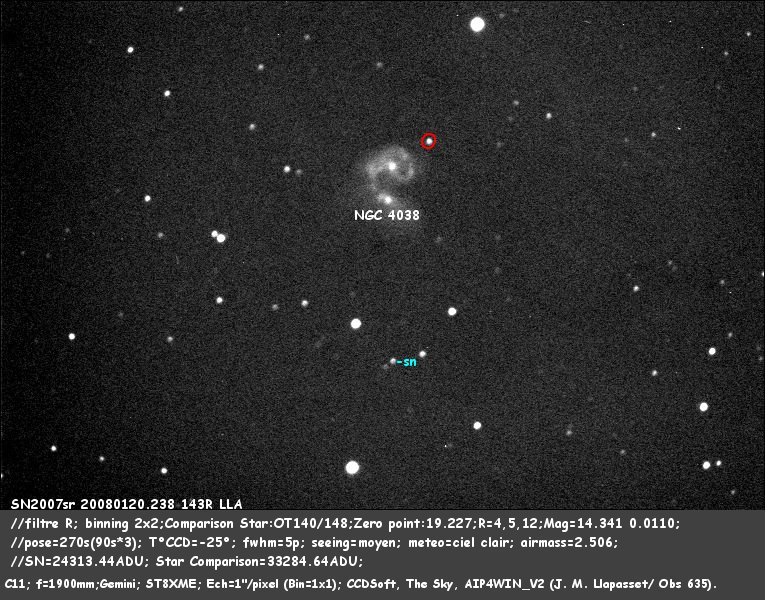 NGC 4038
-sn
SN2007sr 20080120.238 143R LLA
//filtre R; binning 2x2;Comparison Star:OT140/148;Zero point:19.227;R=4,5,12;Mag=14.341 0.0110;
//pose=270s(90s*3); T°CCD=-25°; fwhm=5p; seeing=moyen; meteo=ciel clair; airmass=2.506;
//SN=24313.44ADU; Star Comparison=33284.64ADU;
C11; f=1900mm;Gemini; ST8XME; Ech=1"/pixel (Bin=1x1); CCDSoft, The Sky, AIP4WIN_V2 (J. M. Llapasset/ Obs 635).